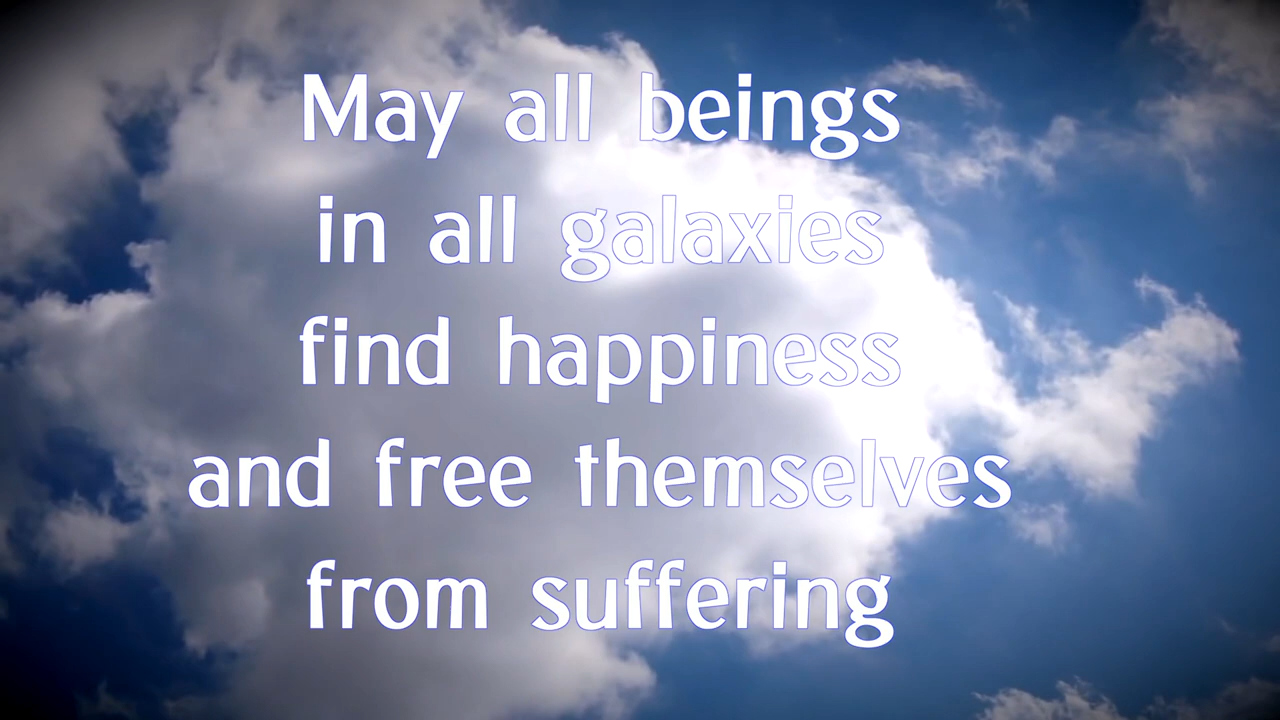 May all beings
in all galaxies
find happiness
and free themselves
from suffering